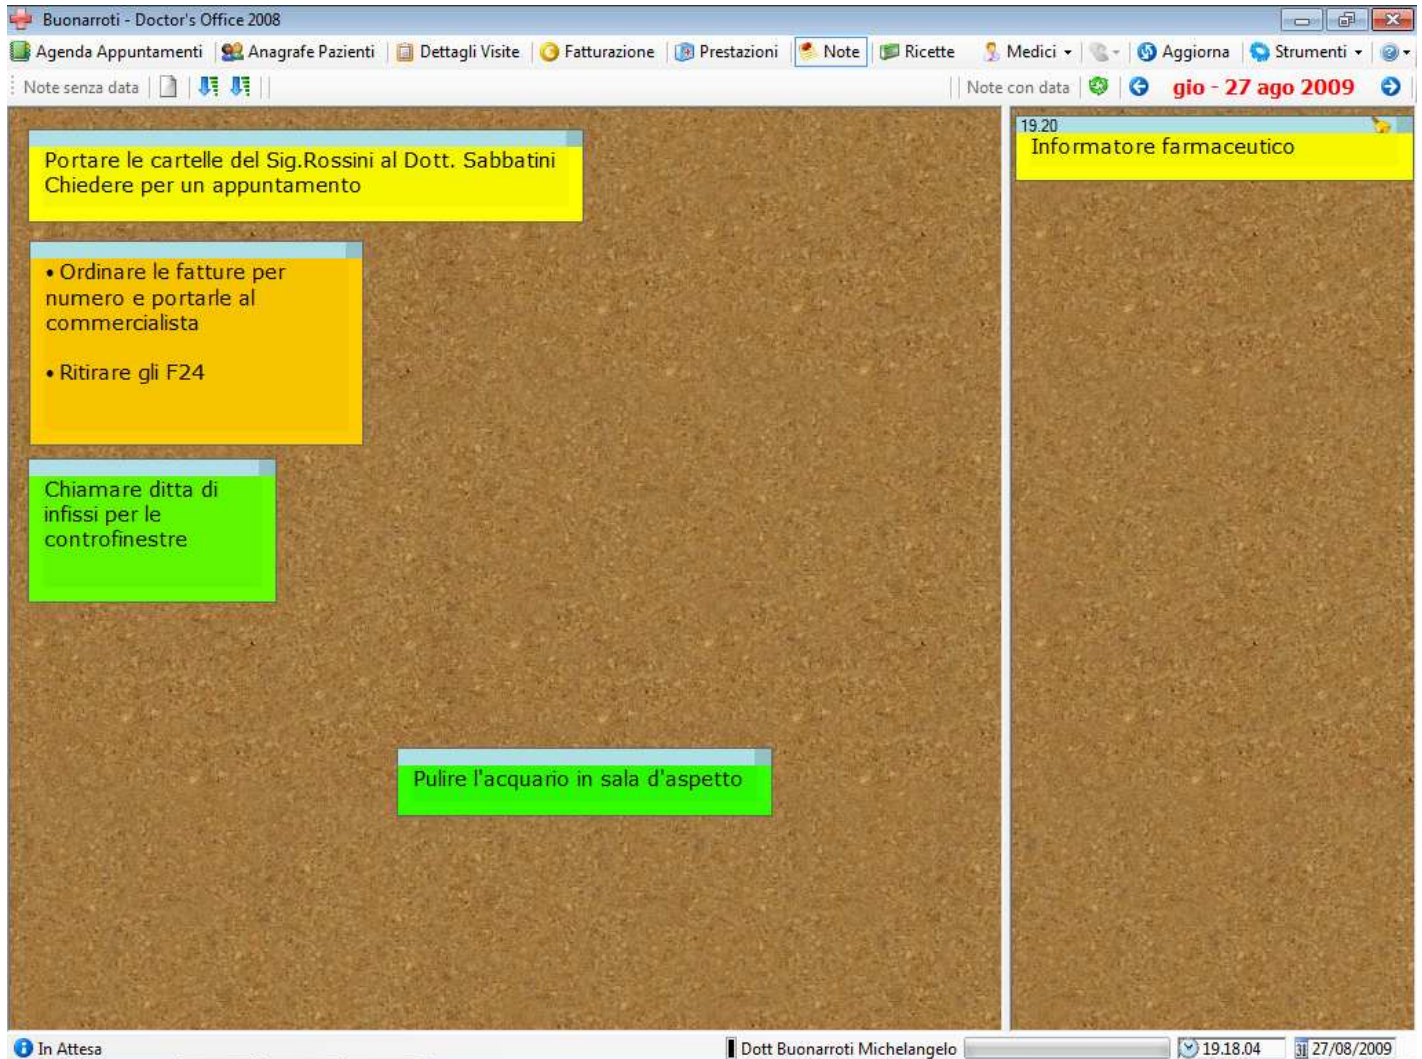 Buonarroti - Doctor's Office 2008
Agenda Appuntamenti Anagrafe Pazienti Dettagli Visite Fatturazione Prestazioni Note Ricette Medici Aggiorna Strumenti
Note senza data Note con data gio - 27 ago 2009
Portare le cartelle del Sig.Rossini al Dott. Sabbatini
Chiedere per un appuntamento
• Ordinare le fatture per
numero e portarle al
commercialista
• Ritirare gli F24
Chiamare ditta di
infissi per le
controfinestre
Pulire l'acquario in sala d'aspetto
19.20
Informatore farmaceutico
In Attesa Dott Buonarroti Michelangelo 19.18.04 31 27/08/2009